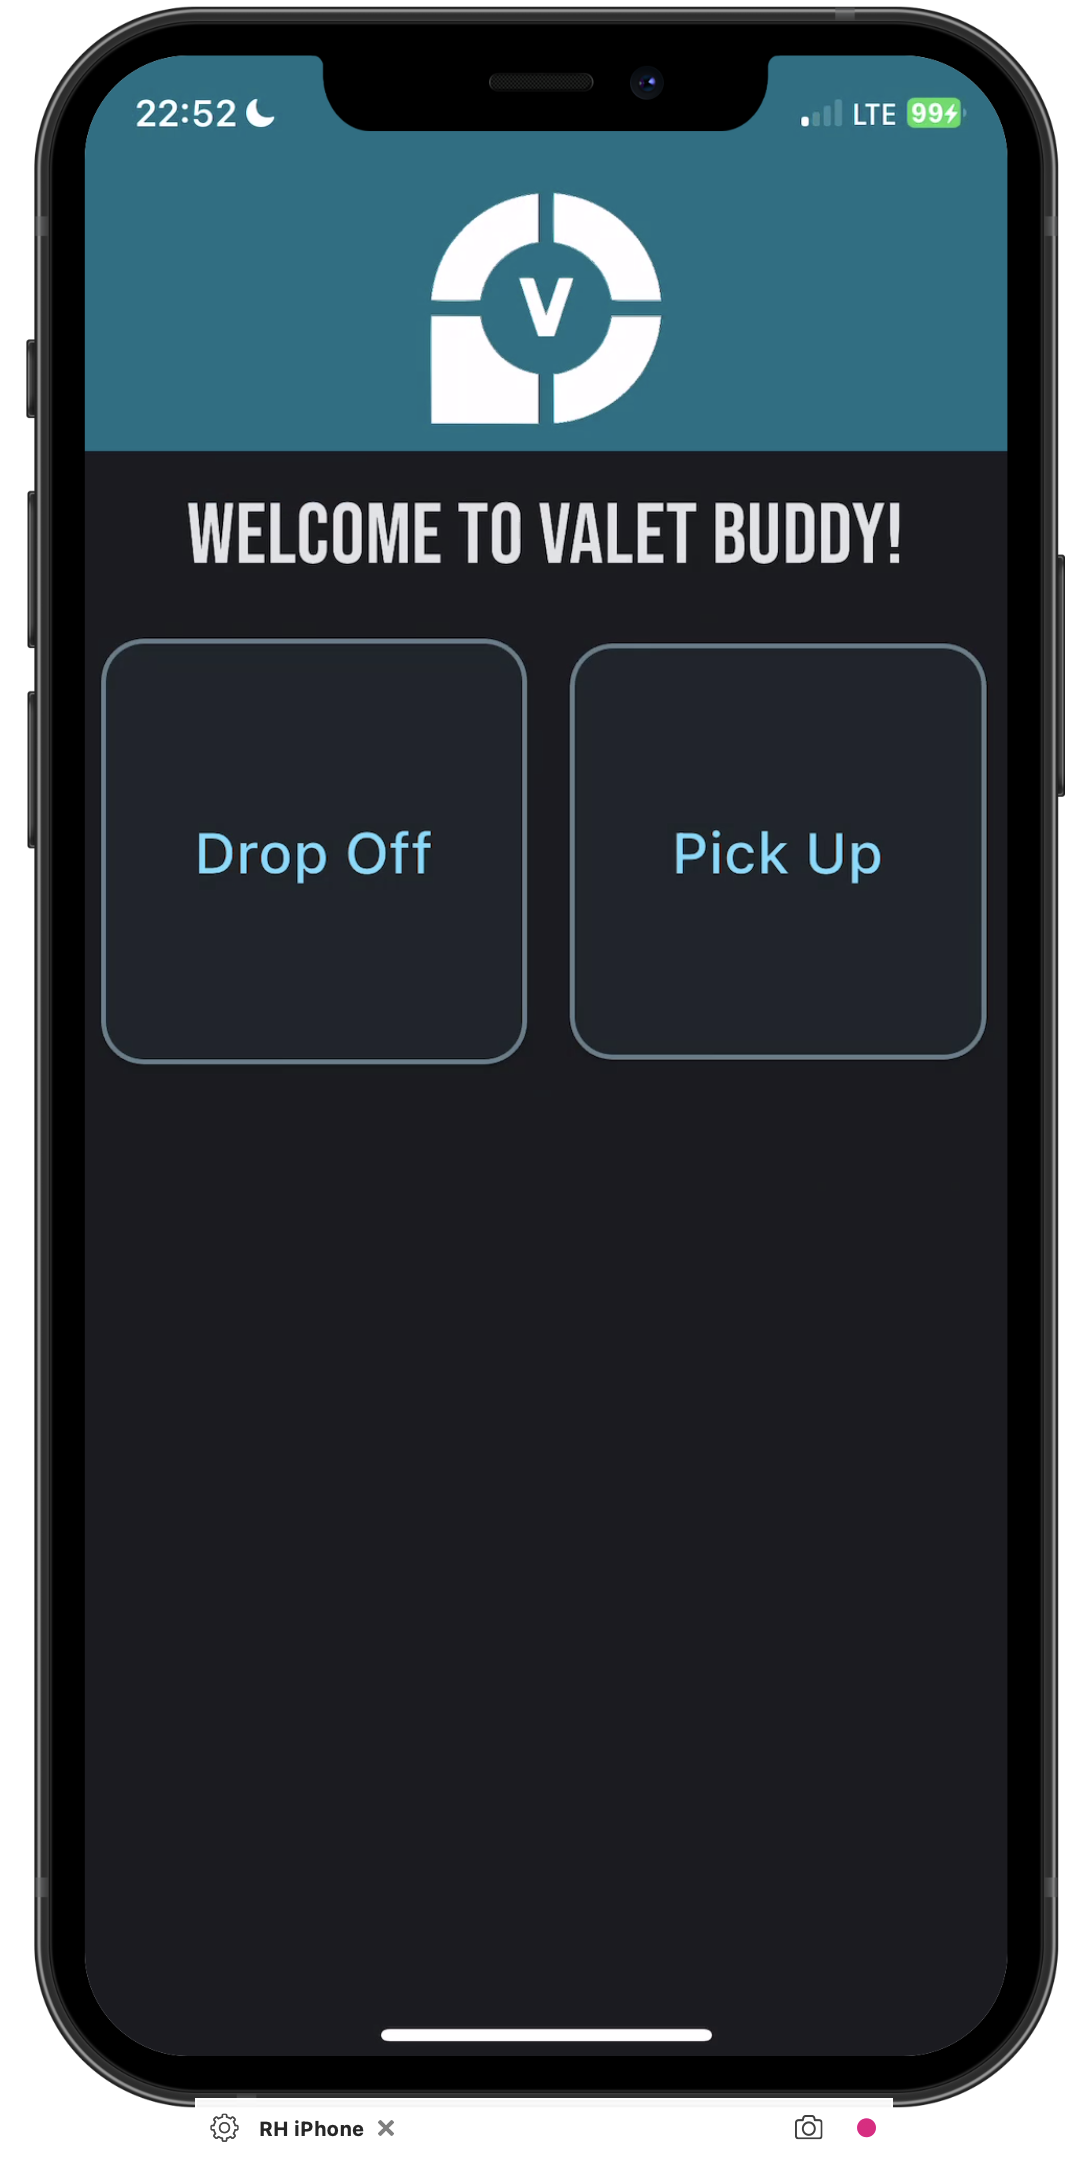 22:52 LTE 99
V
WELCOME TO VALET BUDDY!
Drop Off Pick Up
RH iPhone